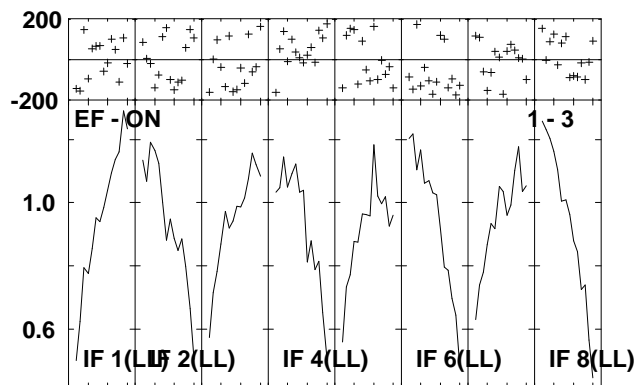 200
-200
EF - ON 1 - 3
1.0
0.6
IF 1(LL) IF 2(LL) IF 4(LL) IF 6(LL) IF 8(LL)